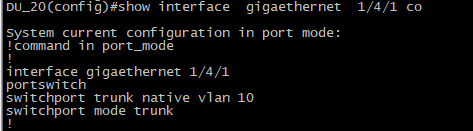 DU_20(config)#show interface  gigaethernet  1/4/1 co
System current configuration in port mode:
!command in port_mode
!
interface gigaethernet 1/4/1
portswitch
switchport trunk native vlan 10
switchport mode trunk
!